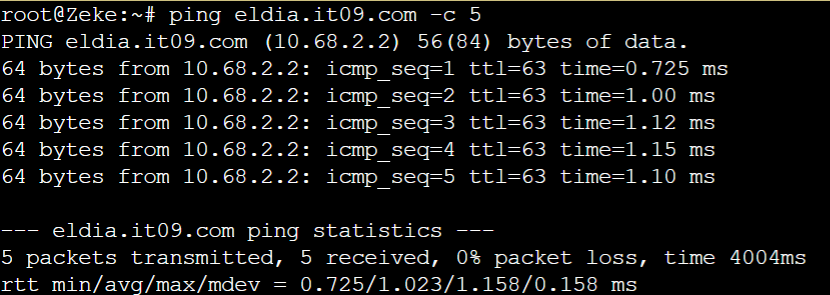 root@Zeke:~# ping eldia.it09.com -c 5
PING eldia.it09.com (10.68.2.2) 56(84) bytes of data.
64 bytes from 10.68.2.2: icmp_seq=1 ttl=63 time=0.725 ms
64 bytes from 10.68.2.2: icmp_seq=2 ttl=63 time=1.00 ms
64 bytes from 10.68.2.2: icmp_seq=3 ttl=63 time=1.12 ms
64 bytes from 10.68.2.2: icmp_seq=4 ttl=63 time=1.15 ms
64 bytes from 10.68.2.2: icmp_seq=5 ttl=63 time=1.10 ms
--- eldia.it09.com ping statistics ---
5 packets transmitted, 5 received, 0% packet loss, time 4004ms
rtt min/avg/max/mdev = 0.725/1.023/1.158/0.158 ms